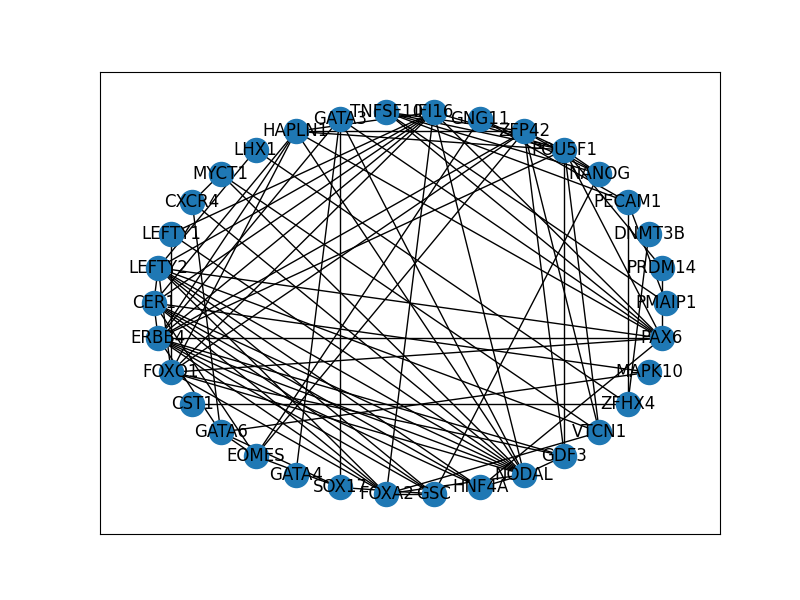 TNFSF10
IFI16
GATA3
GNG11
HAPLN1
ZFP42
LHX1
POU5F1
MYCT1
NANOG
CXCR4
PECAM1
LEFTY1
DNMT3B
LEFTY2
PRDM14
CER1
PMAIP1
ERBB4
PAX6
FOXQ1
MAPK10
CST1
ZFHX4
GATA6
VTCN1
EOMES
GDF3
GATA4
NODAL
SOX17
HNF4A
FOXA2
GSC